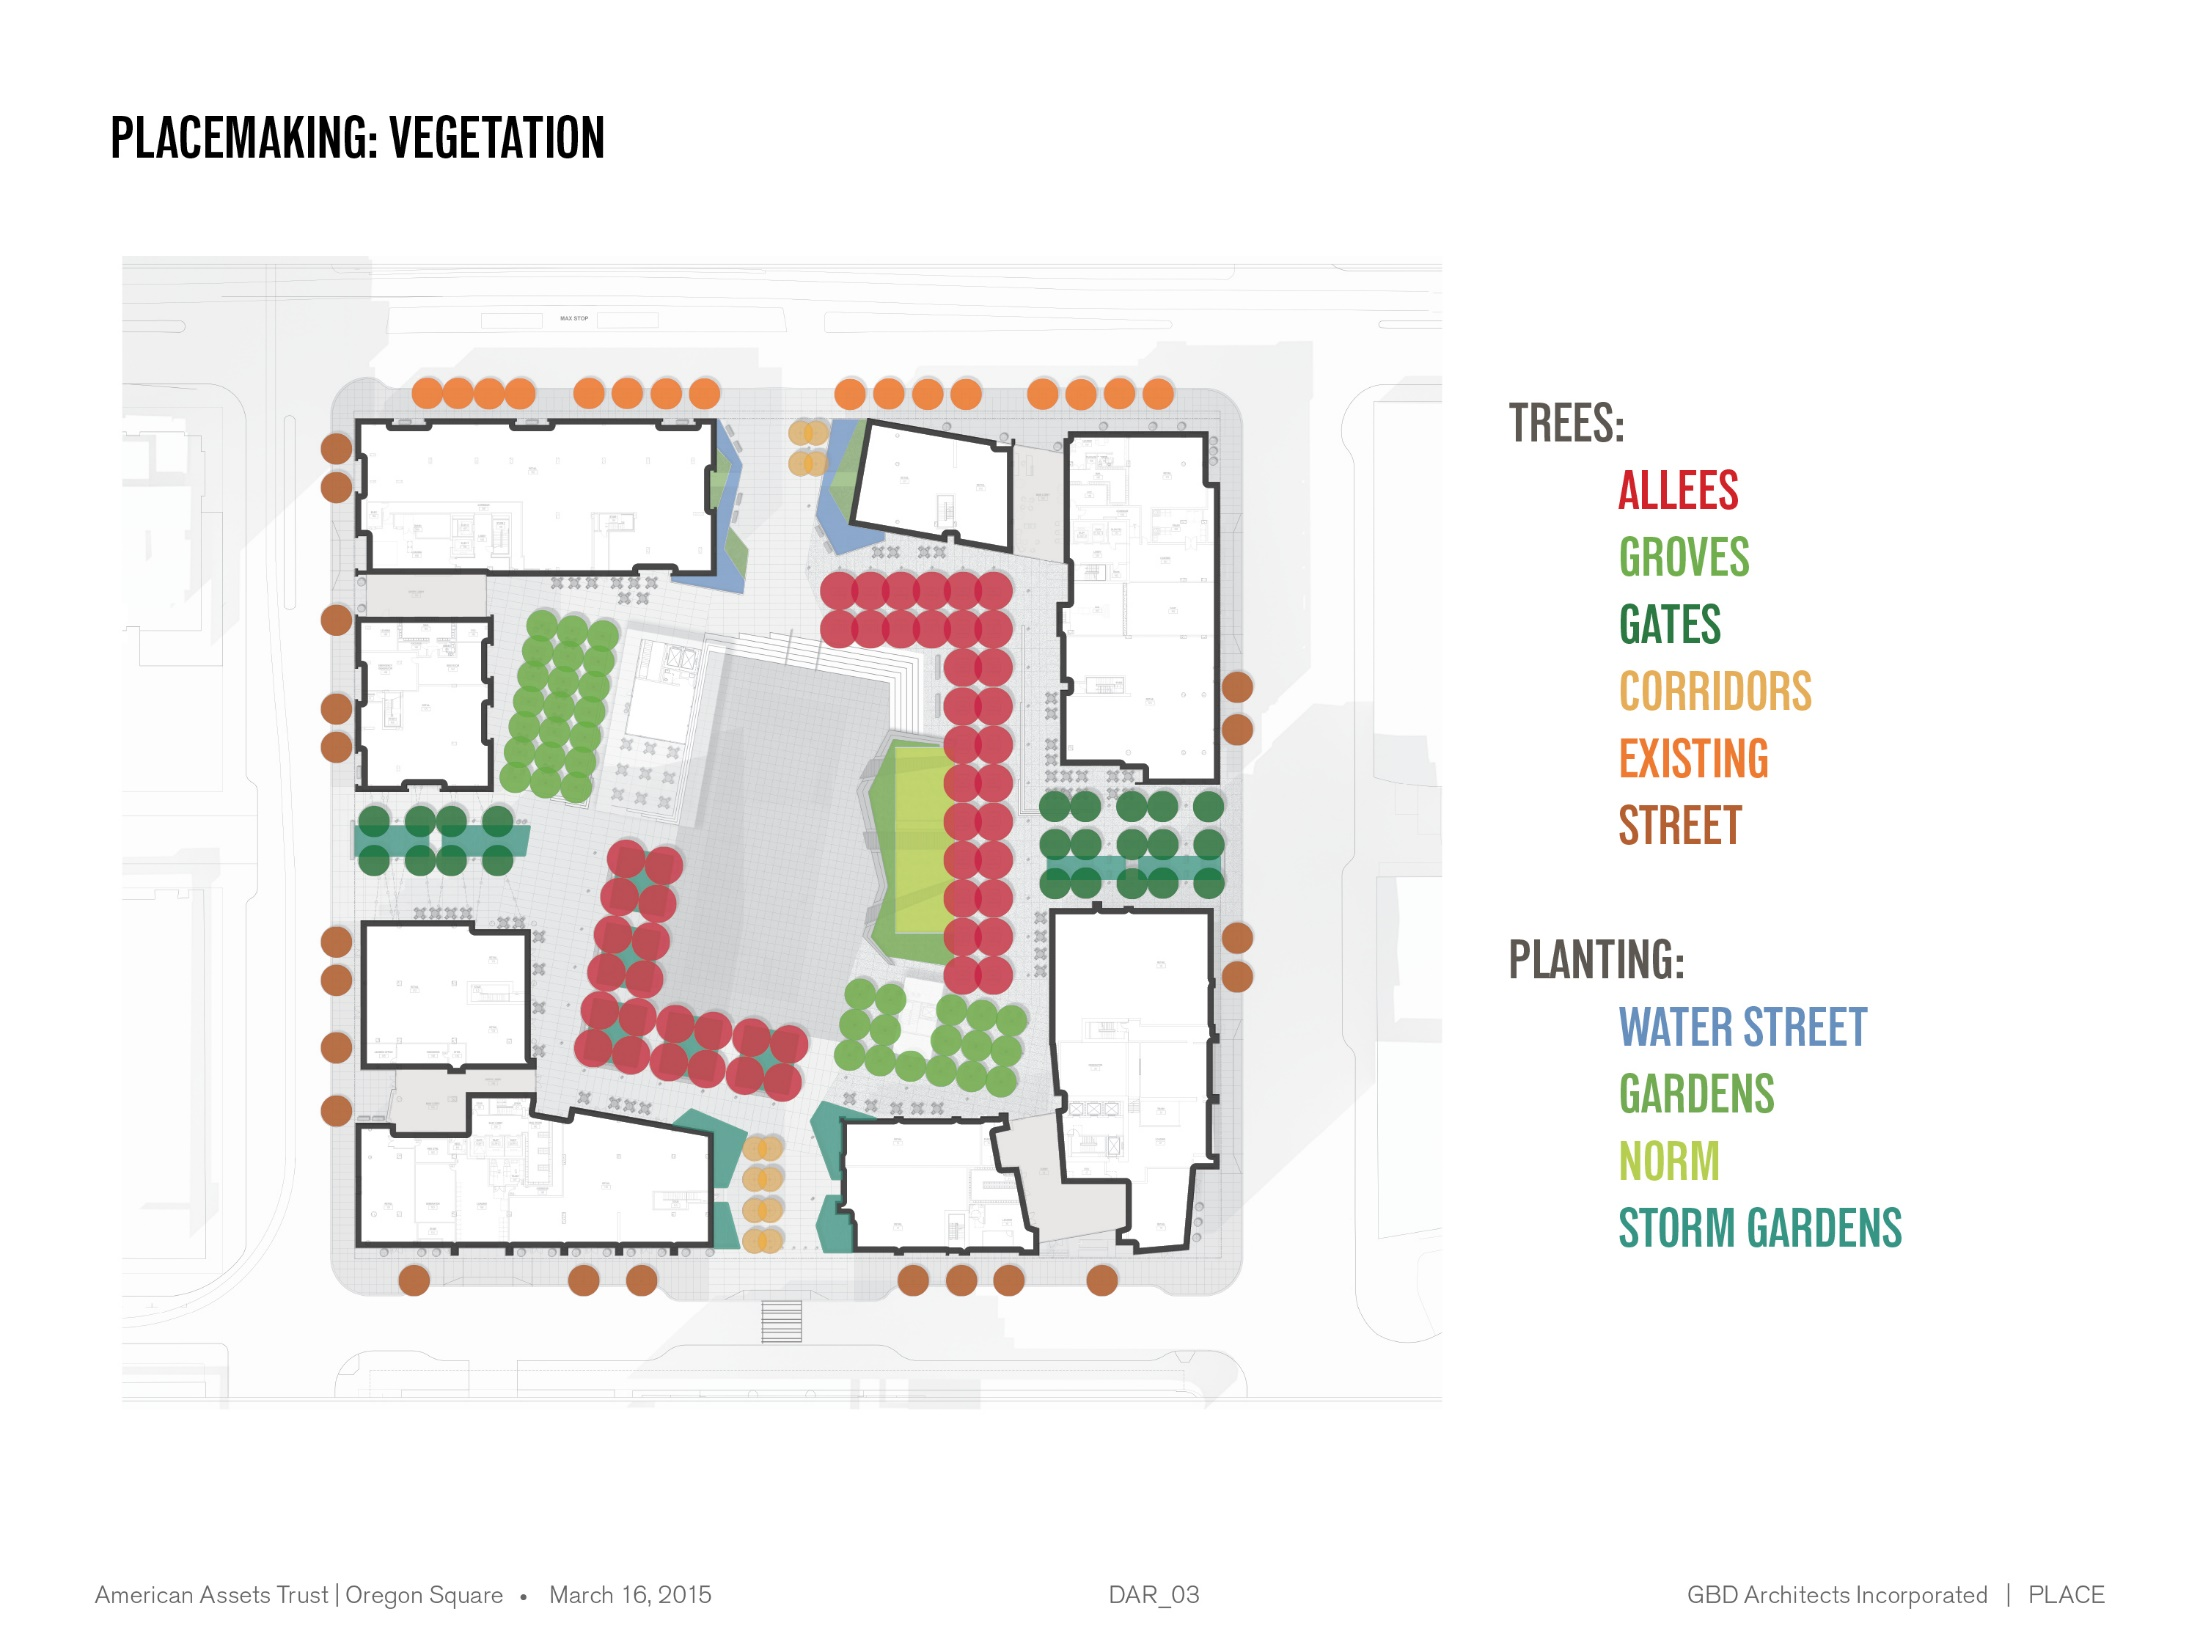 PLACEMAKING: VEGETATION
MAX STOP
TREES:
ALLEES
GROVES
GATES
CORRIDORS
EXISTING
STREET
PLANTING:
WATER STREET
GARDENS
NORM
STORM GARDENS
American Assets Trust | Oregon Square • March 16, 2015
DAR_03
GBD Architects Incorporated | PLACE